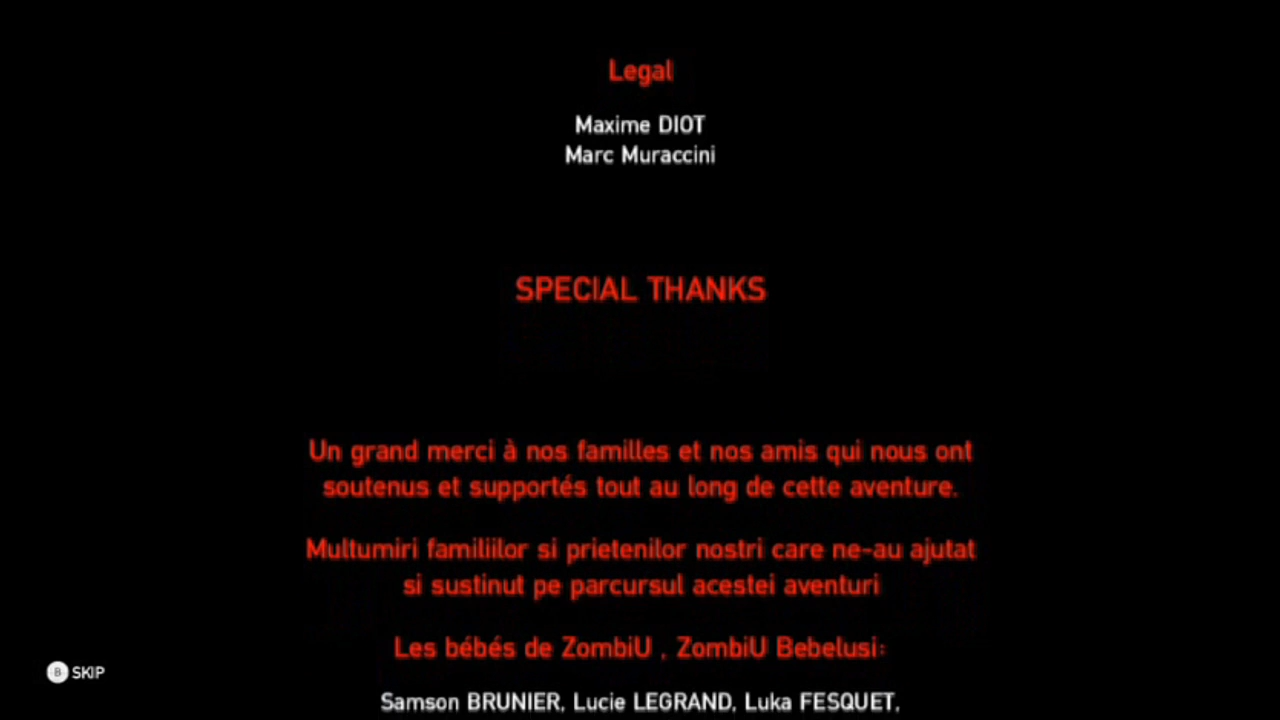 Legal
Maxime DIOT
Marc Muraccini
SPECIAL THANKS
Un grand merci à nos familles et nos amis qui nous ont
soutenus et supportés tout au long de cette aventure.
Multumiri familiilor si prietenilor nostri care ne-au ajutat
si sustinut pe parcursul acestei aventuri
Les bébés de ZombiU , ZombiU Bebelusi:
B SKIP
Samson BRUNIER, Lucie LEGRAND, Luka FESQUET,